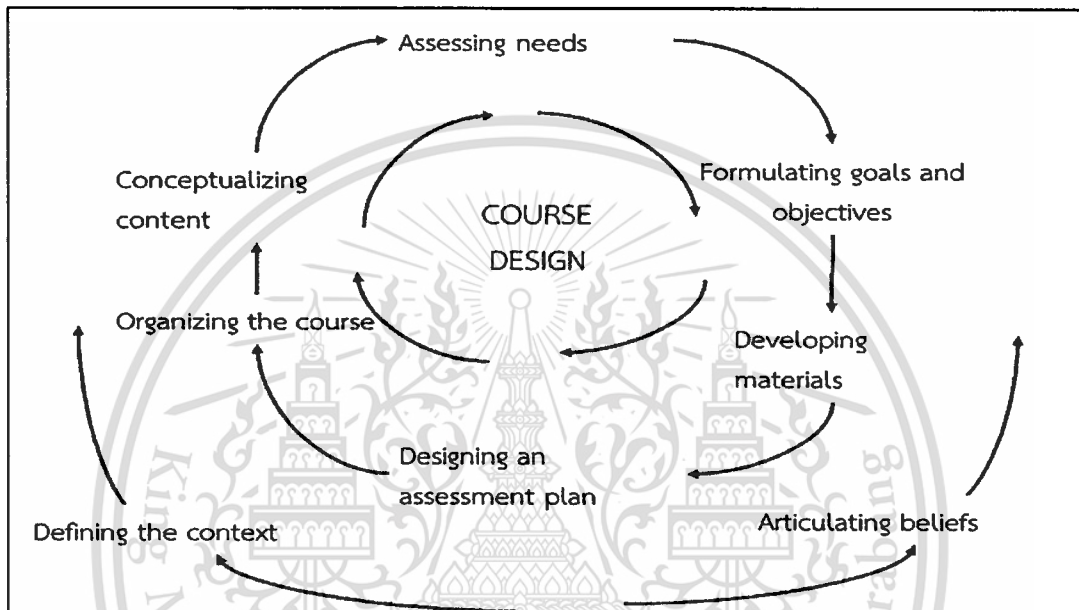 Assessing needs
Conceptualizing
content
Formulating goals and
objectives
COURSE
DESIGN
Organizing the course
Developing
materials
Designing an
assessment plan
Defining the context
Articulating beliefs
King